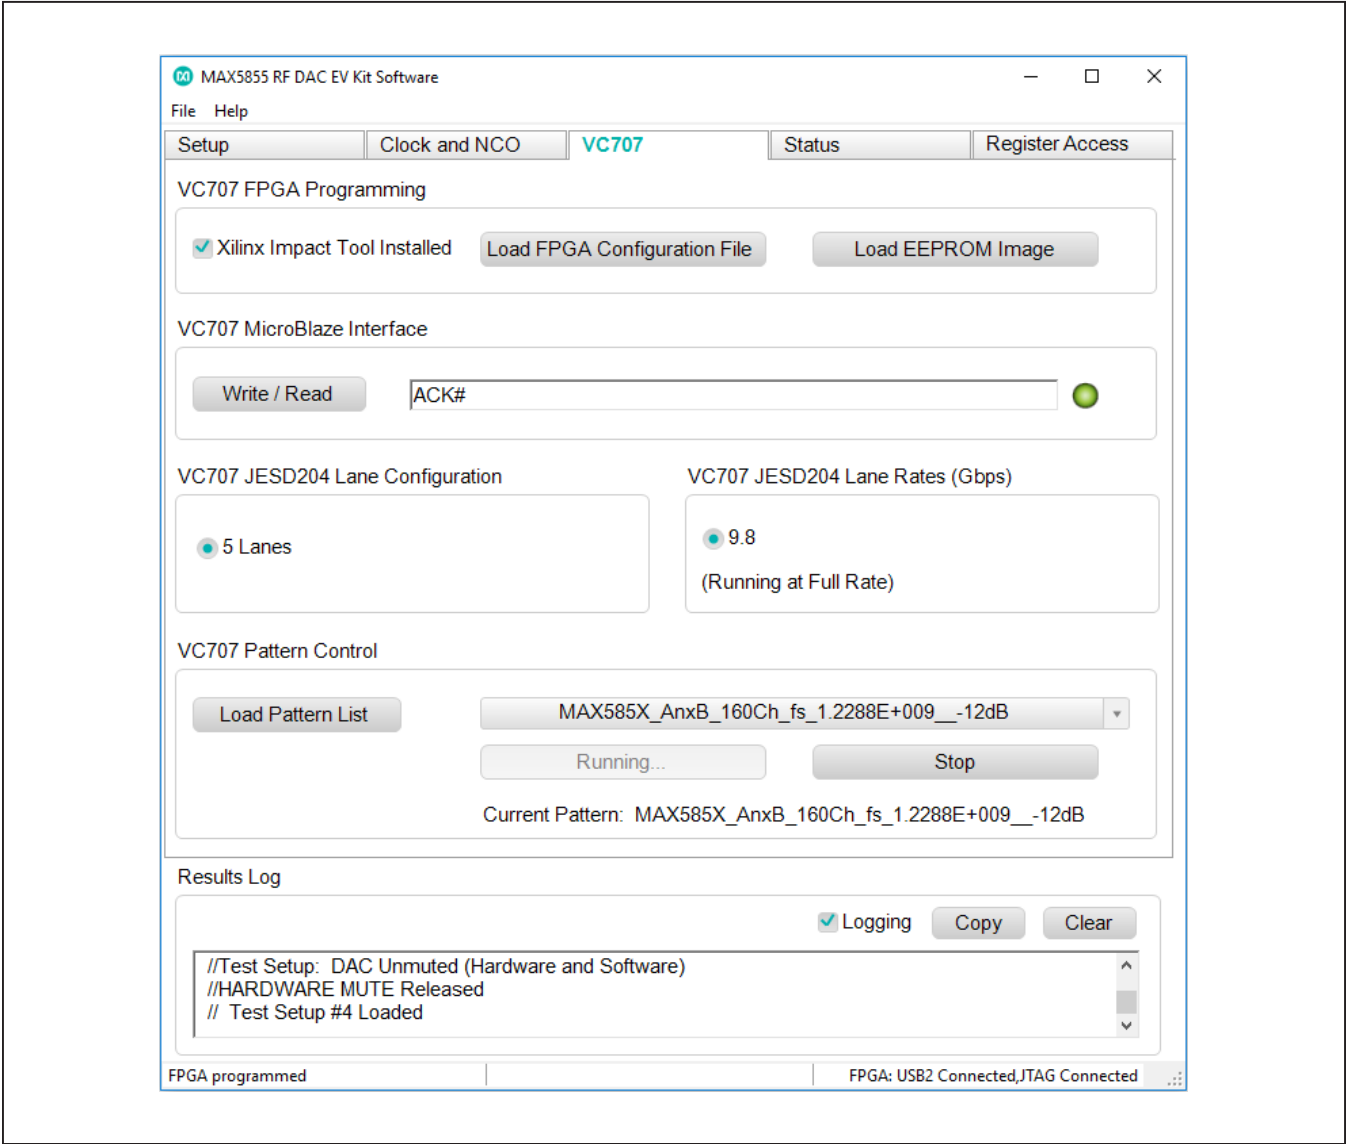 MAX5855 RF DAC EV Kit Software
File Help
Setup Clock and NCO VC707 Status Register Access
VC707 FPGA Programming
Xilinx Impact Tool Installed Load FPGA Configuration File Load EEPROM Image
VC707 MicroBlaze Interface
Write / Read ACK#
VC707 JESD204 Lane Configuration VC707 JESD204 Lane Rates (Gbps)
5 Lanes 9.8
(Running at Full Rate)
VC707 Pattern Control
Load Pattern List MAX585X_AnxB_160Ch_fs_1.2288E+009__-12dB
Running... Stop
Current Pattern: MAX585X_AnxB_160Ch_fs_1.2288E+009__-12dB
Results Log
Logging Copy Clear
//Test Setup: DAC Unmuted (Hardware and Software)
//HARDWARE MUTE Released
// Test Setup #4 Loaded
FPGA programmed FPGA: USB2 Connected,JTAG Connected